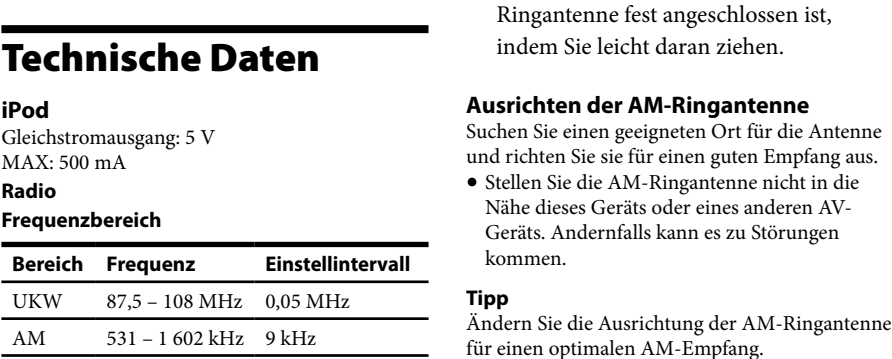 Technische Daten
iPod
Gleichstromausgang: 5 V
MAX: 500 mA
Radio
Frequenzbereich
Bereich Frequenz Einstellintervall
UKW 87,5 – 108 MHz 0,05 MHz
AM 531 – 1 602 kHz 9 kHz
Ringantenne fest angeschlossen ist,
indem Sie leicht daran ziehen.
Ausrichten der AM-Ringantenne
Suchen Sie einen geeigneten Ort für die Antenne
und richten Sie sie für einen guten Empfang aus.
• Stellen Sie die AM-Ringantenne nicht in die
Nähe dieses Geräts oder eines anderen AV-
Geräts. Andernfalls kann es zu Störungen
kommen.
Tipp
Ändern Sie die Ausrichtung der AM-Ringantenne
für einen optimalen AM-Empfang.